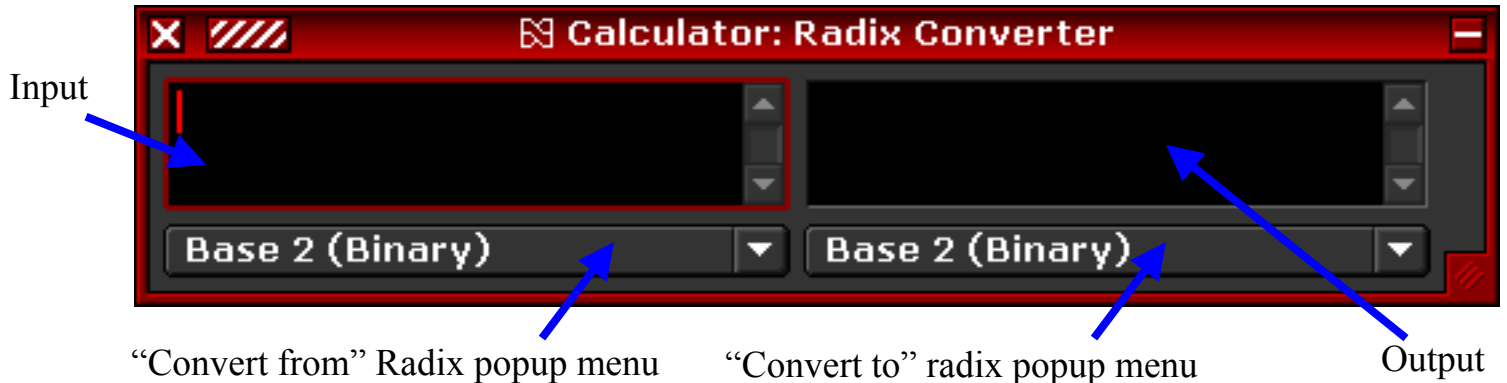 Calculator: Radix Converter
Input
Base 2 (Binary) Base 2 (Binary)
“Convert from” Radix popup menu “Convert to” radix popup menu Output